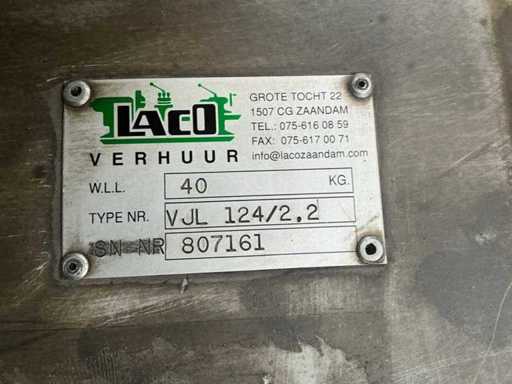 LACO
VERHUUR
GROTE TOCHT 22
1507 CG ZAANDAM
TEL.: 075-616 08 59
FAX: 075-617 00 71
info@lacozaandam.com
W.L.L. 40 KG.
TYPE NR. VJL 124/2.2
SN-NR 807161